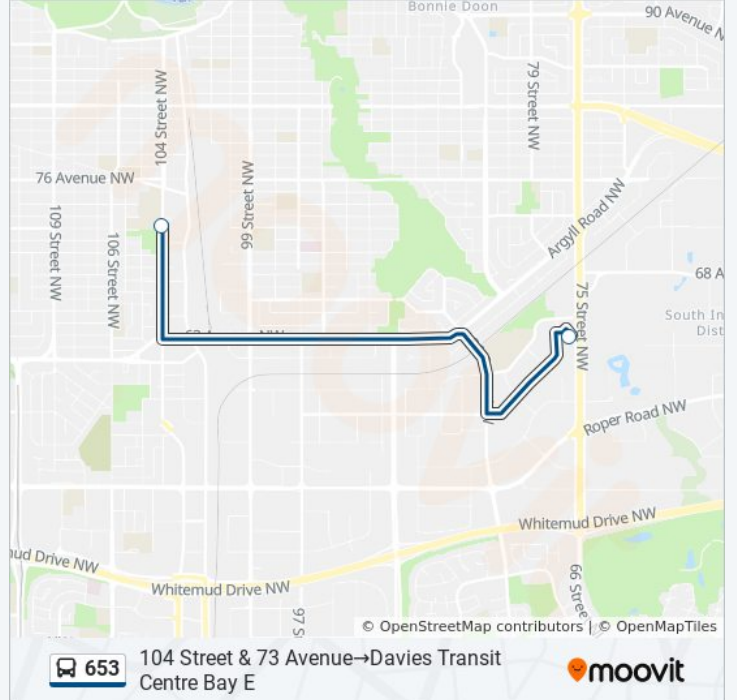 Bonnie Doon
90 Avenue N
104 Street NW
79 Street NW
76 Avenue NW
99 Street NW
109 Street NW
106 Street NW
Argyll Road NW
68 A
75 Street NW
South In
Dist
Roper Road NW
Whitemud Drive NW
ud Drive NW
Whitemud Drive NW
66 Stree
97 S
© OpenStreetMap contributors | © OpenMapTiles
653
104 Street & 73 Avenue→Davies Transit
Centre Bay E
moovit